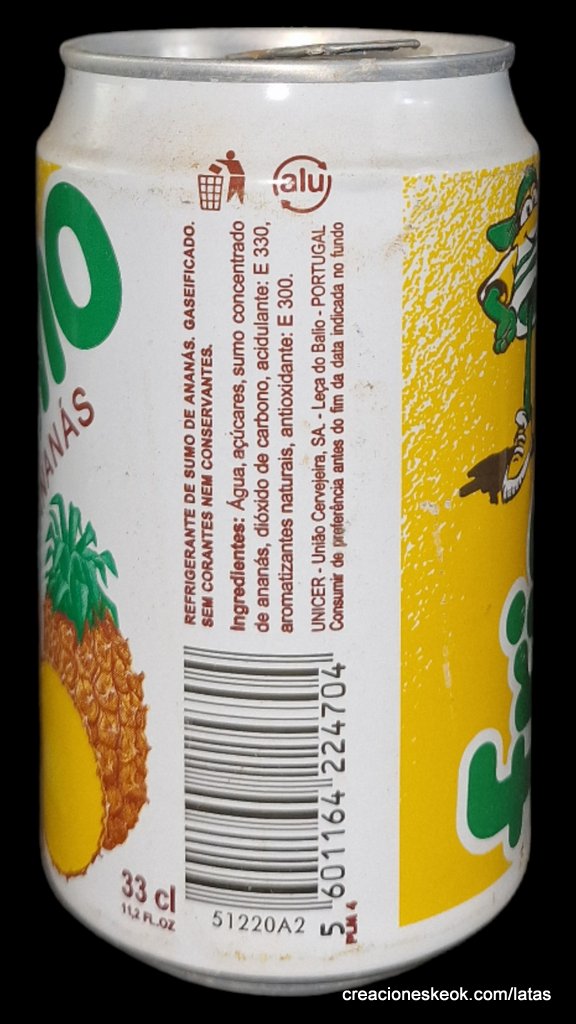 alu
REFRIGERANTE DE SUMO DE ANANÁS. GASEIFICADO.
SEM CORANTES NEM CONSERVANTES.
Ingredientes: Água, açúcares, sumo concentrado
de ananás, dióxido de carbono, acidulante: E 330,
aromatizantes naturais, antioxidante: E 300.
UNICER - União Cervejeira, SA. - Leça do Balio - PORTUGAL
Consumir de preferência antes do fim da data indicada no fundo
5 601164 224704
51220A2
PLM 4
33 cl
11,2 FL.OZ
creacioneskeok.com/latas